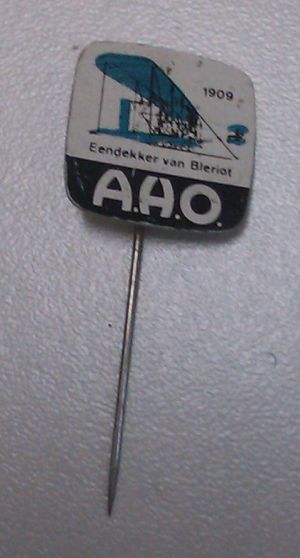 1909
Eendekker van Bleriot
A.H.O.